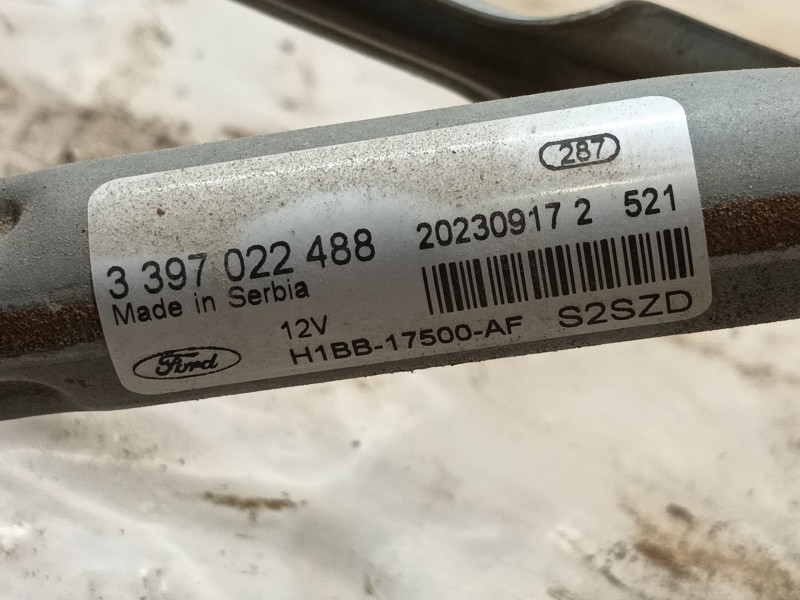 287
3 397 022 488 20230917 2 521
Made in Serbia
12V
Ford H1BB-17500-AF S2SZD